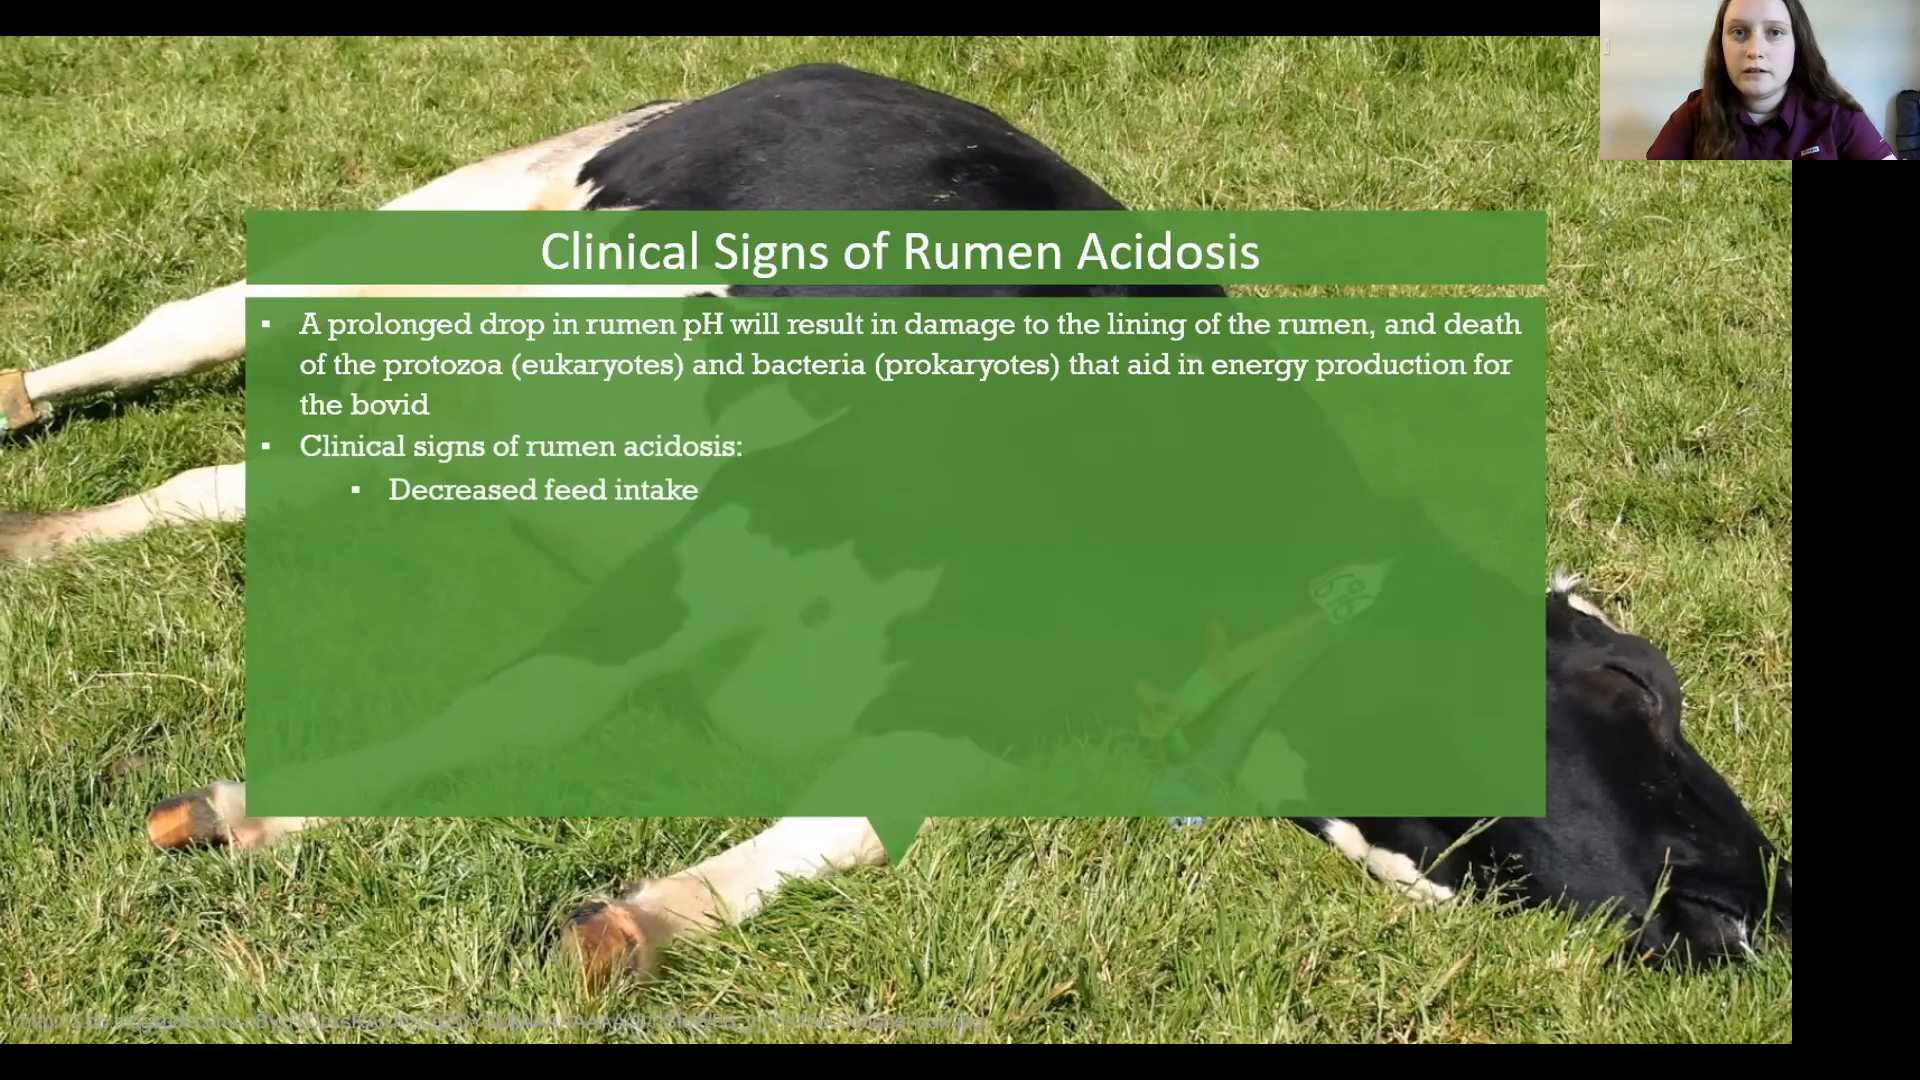 Clinical Signs of Rumen Acidosis
▪ A prolonged drop in rumen pH will result in damage to the lining of the rumen, and death
of the protozoa (eukaryotes) and bacteria (prokaryotes) that aid in energy production for
the bovid
▪ Clinical signs of rumen acidosis:
▪ Decreased feed intake